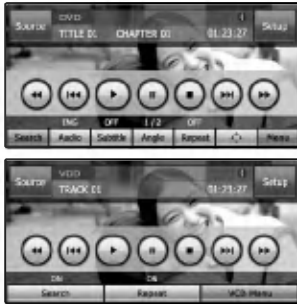 DVD
Source TITLE 01 CHAPTER 01 01:23:27 Setup
ENG OFF 1/2 OFF
Search Audio Subtitle Angle Repeat Menu
VCD
Source TRACK 01 01:21:27 Setup
ON ON
Search Repeat VCD Menu